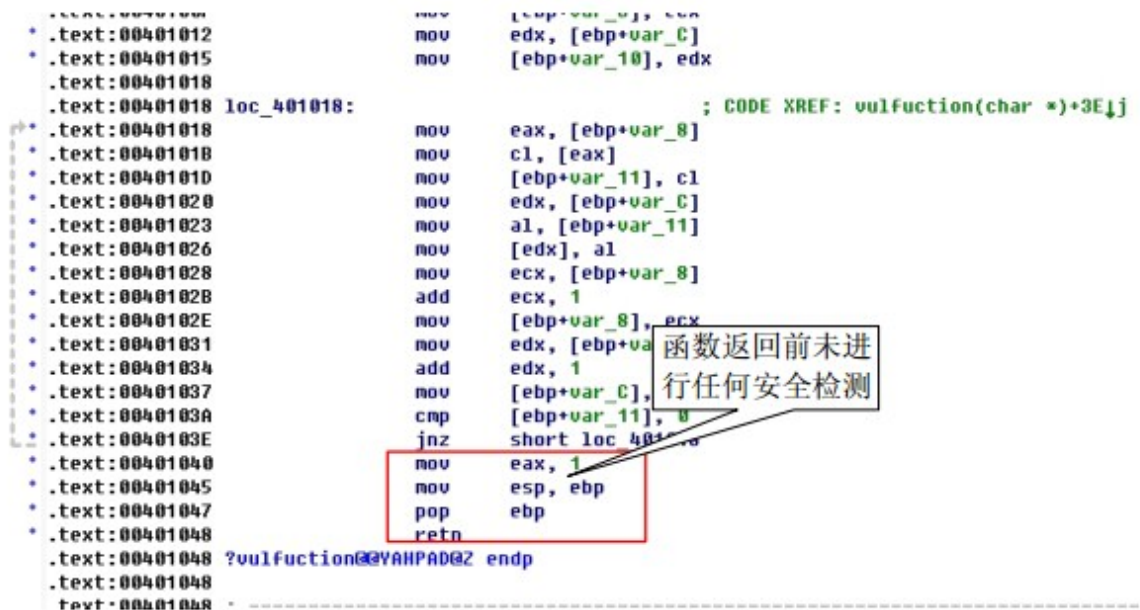 .text:00401012 mov edx, [ebp+var_C]
.text:00401015 mov [ebp+var_10], edx
.text:00401018
.text:00401018 loc_401018: ; CODE XREF: vulfuction(char *)+3E↓j
.text:00401018 mov eax, [ebp+var_8]
.text:0040101B mov cl, [eax]
.text:0040101D mov [ebp+var_11], cl
.text:00401020 mov edx, [ebp+var_C]
.text:00401023 mov al, [ebp+var_11]
.text:00401026 mov [edx], al
.text:00401028 mov ecx, [ebp+var_8]
.text:0040102B add ecx, 1
.text:0040102E mov [ebp+var_8], ecx
.text:00401031 mov edx, [ebp+va
函数返回前未进
.text:00401034 add edx, 1
行任何安全检测
.text:00401037 mov [ebp+var_C],
.text:0040103A cmp [ebp+var_11], 0
.text:0040103E jnz short
.text:00401040 mov eax, 1
.text:00401045 mov esp, ebp
.text:00401047 pop ebp
.text:00401048 retn
.text:00401048 ?vulfuction@@YAHPAD@Z endp
.text:00401048
.text:00401048 ; ---------------------------------------------------------------------------